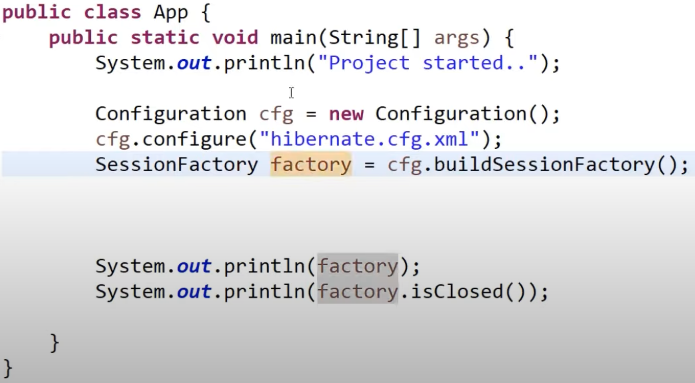 public class App {
public static void main(String[] args) {
System.out.println("Project started..");
Configuration cfg = new Configuration();
cfg.configure("hibernate.cfg.xml");
SessionFactory factory = cfg.buildSessionFactory();
System.out.println(factory);
System.out.println(factory.isClosed());
}
}